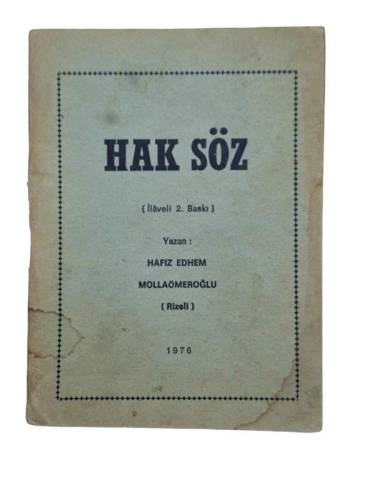 HAK SÖZ
( İlâveli 2. Baskı )
Yazan :
HAFIZ EDHEM
MOLLAÖMEROĞLU
( Rizeli )
1976